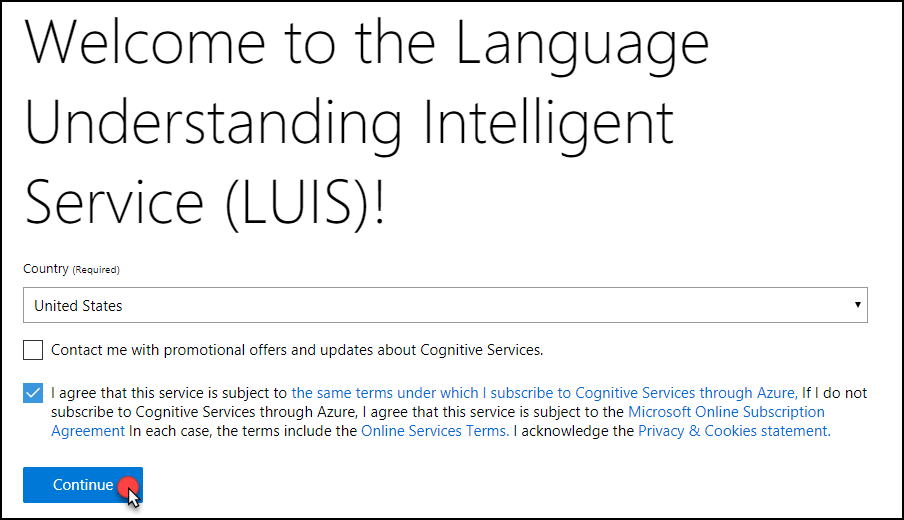 Welcome to the Language
Understanding Intelligent
Service (LUIS)!
Country (Required)
United States
Contact me with promotional offers and updates about Cognitive Services.
I agree that this service is subject to the same terms under which I subscribe to Cognitive Services through Azure, If I do not
subscribe to Cognitive Services through Azure, I agree that this service is subject to the Microsoft Online Subscription
Agreement In each case, the terms include the Online Services Terms. I acknowledge the Privacy & Cookies statement.
Continue